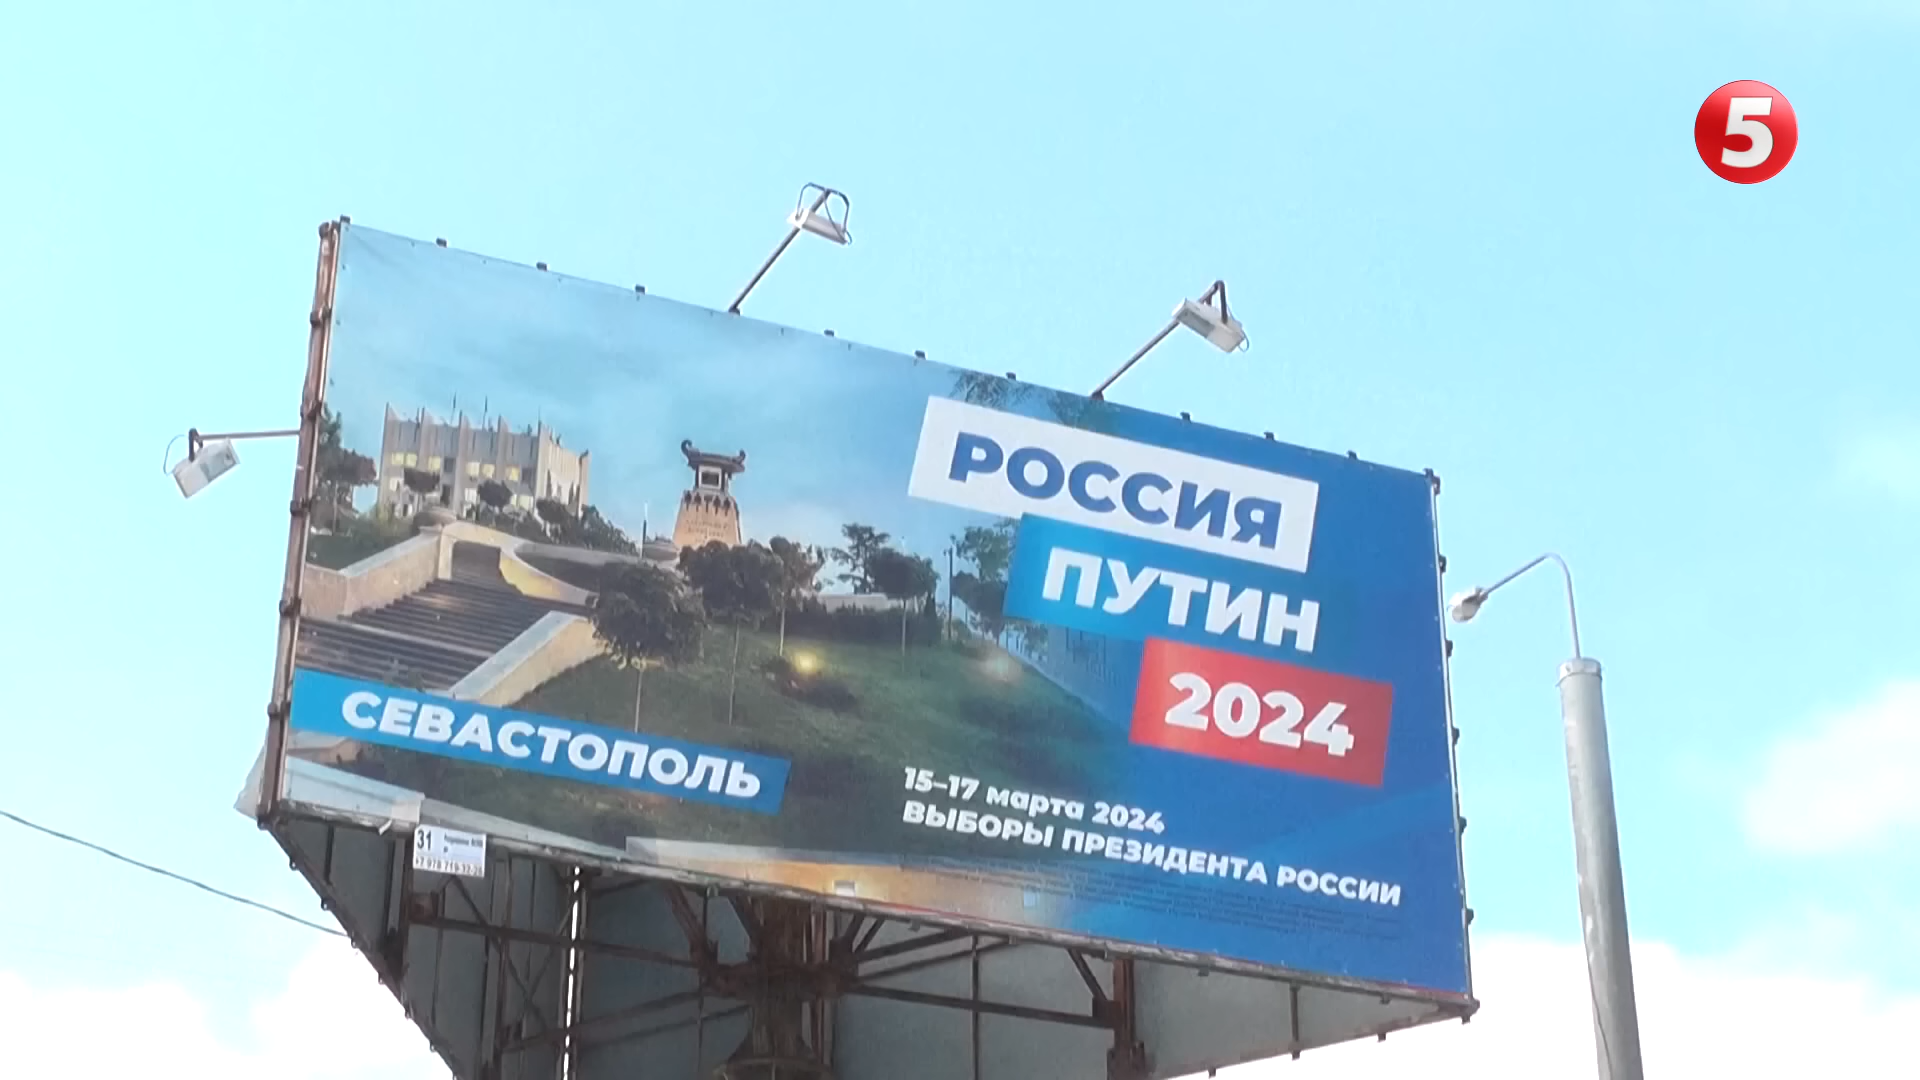 5
РОССИЯ
ПУТИН
2024
СЕВАСТОПОЛЬ
15–17 марта 2024
ВЫБОРЫ ПРЕЗИДЕНТА РОССИИ
31